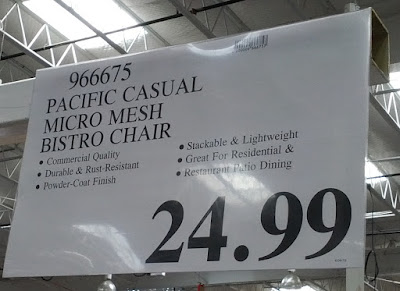 966675
PACIFIC CASUAL
MICRO MESH
BISTRO CHAIR
• Commercial Quality
• Durable & Rust-Resistant
• Powder-Coat Finish
• Stackable & Lightweight
• Great For Residential &
• Restaurant Patio Dining
24.99